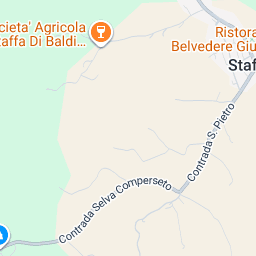 cieta' Agricola
taffa Di Baldi...
Ristora
Belvedere Giu
Staf
Contrada S. Pietro
Contrada Selva Comperseto